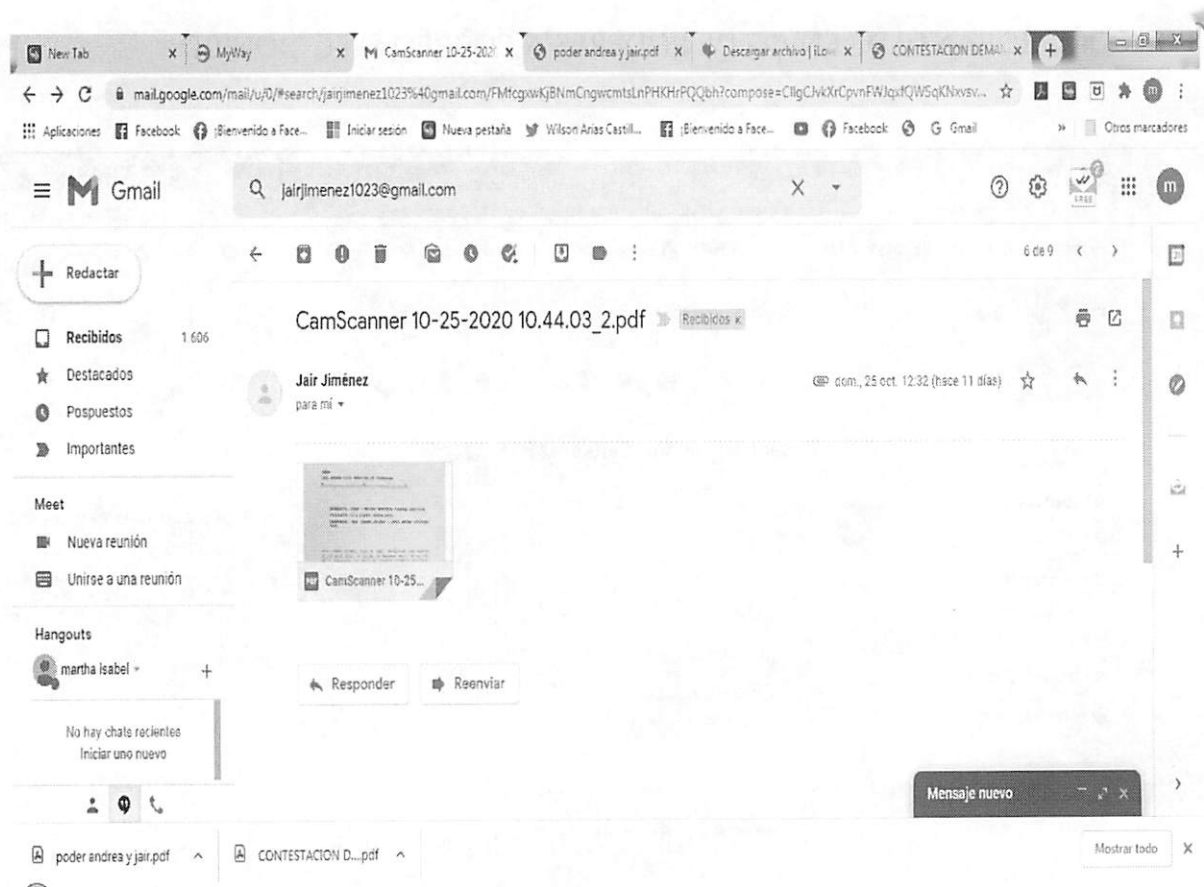 New Tab x MyWay x CamScanner 10-25-202 x poder andrea y jair.pdf x Descargar archivo | iLov x CONTESTACION DEMA x +
mail.google.com/mail/u/0/#search/jairjimenez1023%40gmail.com/
Aplicaciones Facebook ¡Bienvenido a Face... Iniciar sesión Nueva pestaña Wilson Arias Castill... ¡Bienvenido a Face... Facebook G Gmail » Otros marcadores
Gmail
jairjimenez1023@gmail.com
FREE
m
Redactar
6 de 9
CamScanner 10-25-2020 10.44.03_2.pdf Recibidos x
Recibidos 1 606
Destacados
Pospuestos
Importantes
Jair Jiménez
dom., 25 oct. 12:32 (hace 11 días)
para mí
PDF CamScanner 10-25...
Meet
Nueva reunión
Unirse a una reunión
Hangouts
martha isabel
No hay chats recientes
Iniciar uno nuevo
Responder
Reenviar
Mensaje nuevo
poder andrea y jair.pdf
CONTESTACION D....pdf
Mostrar todo X